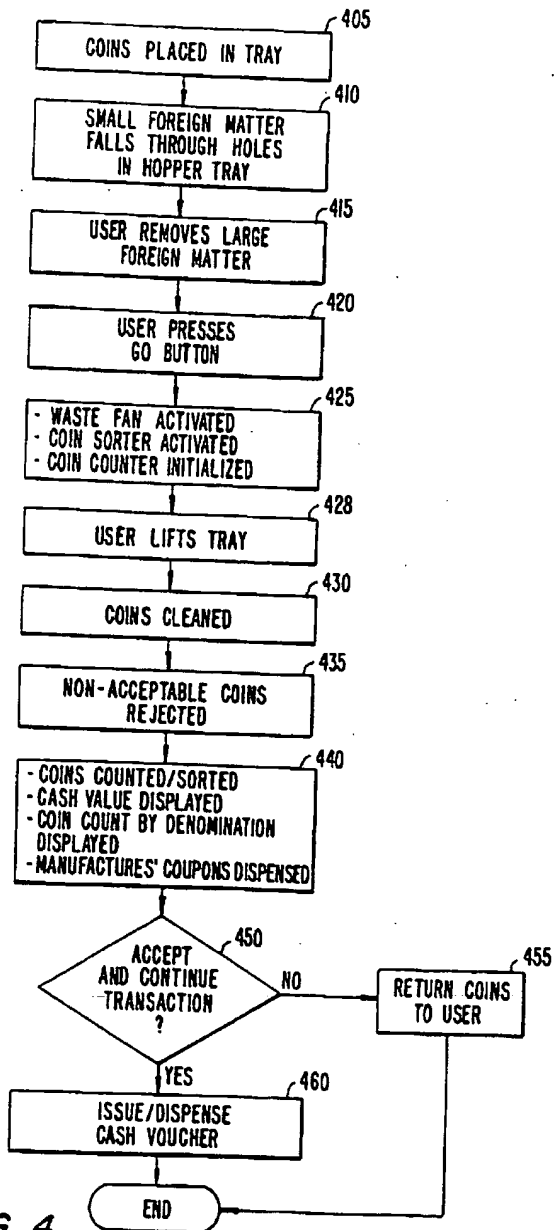 405
COINS PLACED IN TRAY
410
SMALL FOREIGN MATTER
FALLS THROUGH HOLES
IN HOPPER TRAY
415
USER REMOVES LARGE
FOREIGN MATTER
420
USER PRESSES
GO BUTTON
425
- WASTE FAN ACTIVATED
- COIN SORTER ACTIVATED
- COIN COUNTER INITIALIZED
428
USER LIFTS TRAY
430
COINS CLEANED
435
NON-ACCEPTABLE COINS
REJECTED
440
- COINS COUNTED/SORTED
- CASH VALUE DISPLAYED
- COIN COUNT BY DENOMINATION
DISPLAYED
- MANUFACTURES' COUPONS DISPENSED
450
ACCEPT
AND CONTINUE
TRANSACTION
?
NO
455
RETURN COINS
TO USER
YES
460
ISSUE/DISPENSE
CASH VOUCHER
END